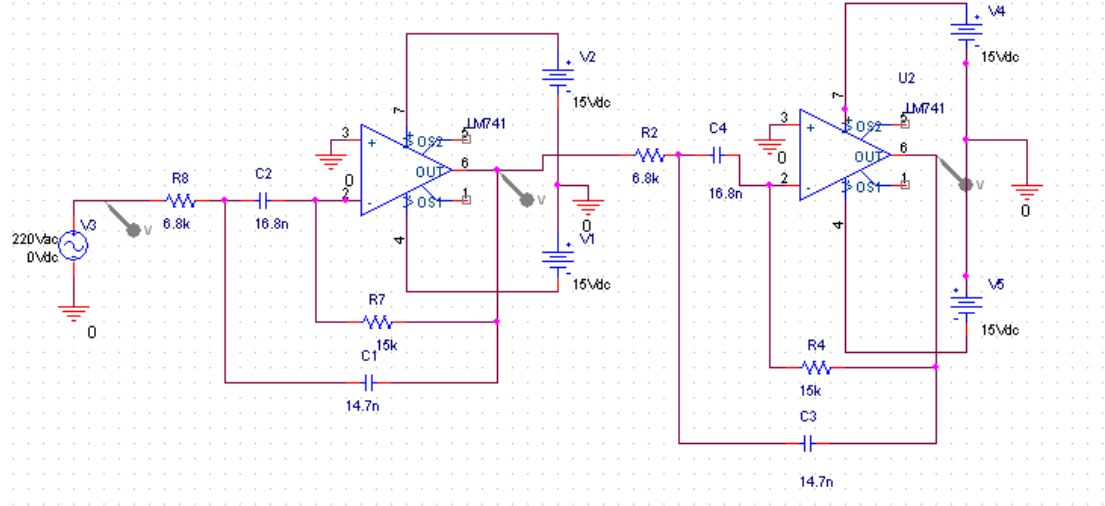 V4
15Vdc
V2
15Vdc
U2
7
LM741
3
+
OS2
5
OUT
6
2
-
OS1
1
4
0
R8
6.8k
C2
16.8n
V3
220Vac
0Vdc
0
R7
15k
C1
14.7n
V1
15Vdc
0
V
V
R2
6.8k
C4
16.8n
7
LM741
3
+
OS2
5
OUT
6
2
-
OS1
1
4
0
V
0
V5
15Vdc
R4
15k
C3
14.7n